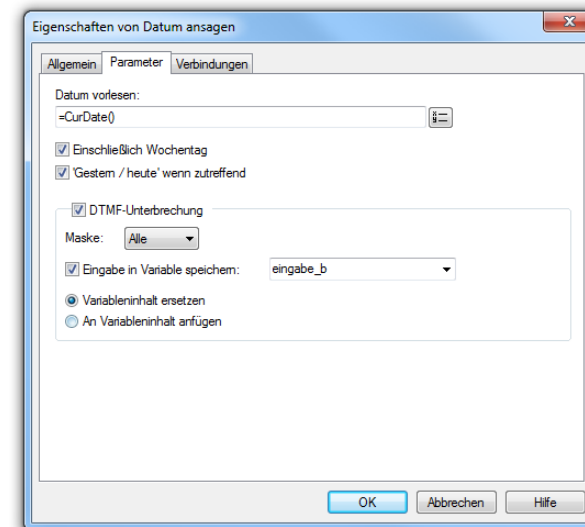 Eigenschaften von Datum ansagen
Allgemein Parameter Verbindungen
Datum vorlesen:
=CurDate()
Einschließlich Wochentag
'Gestern / heute' wenn zutreffend
DTMF-Unterbrechung
Maske: Alle
Eingabe in Variable speichern: eingabe_b
Variableninhalt ersetzen
An Variableninhalt anfügen
OK Abbrechen Hilfe